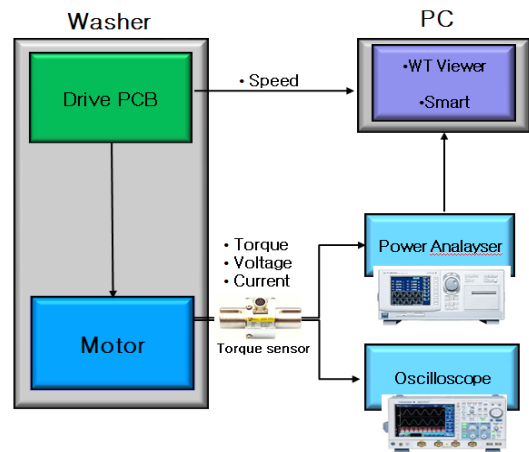 Washer
PC
Drive PCB
• Speed
•WT Viewer
•Smart
• Torque
• Voltage
• Current
Power Analayser
Motor
Torque sensor
Oscilloscope